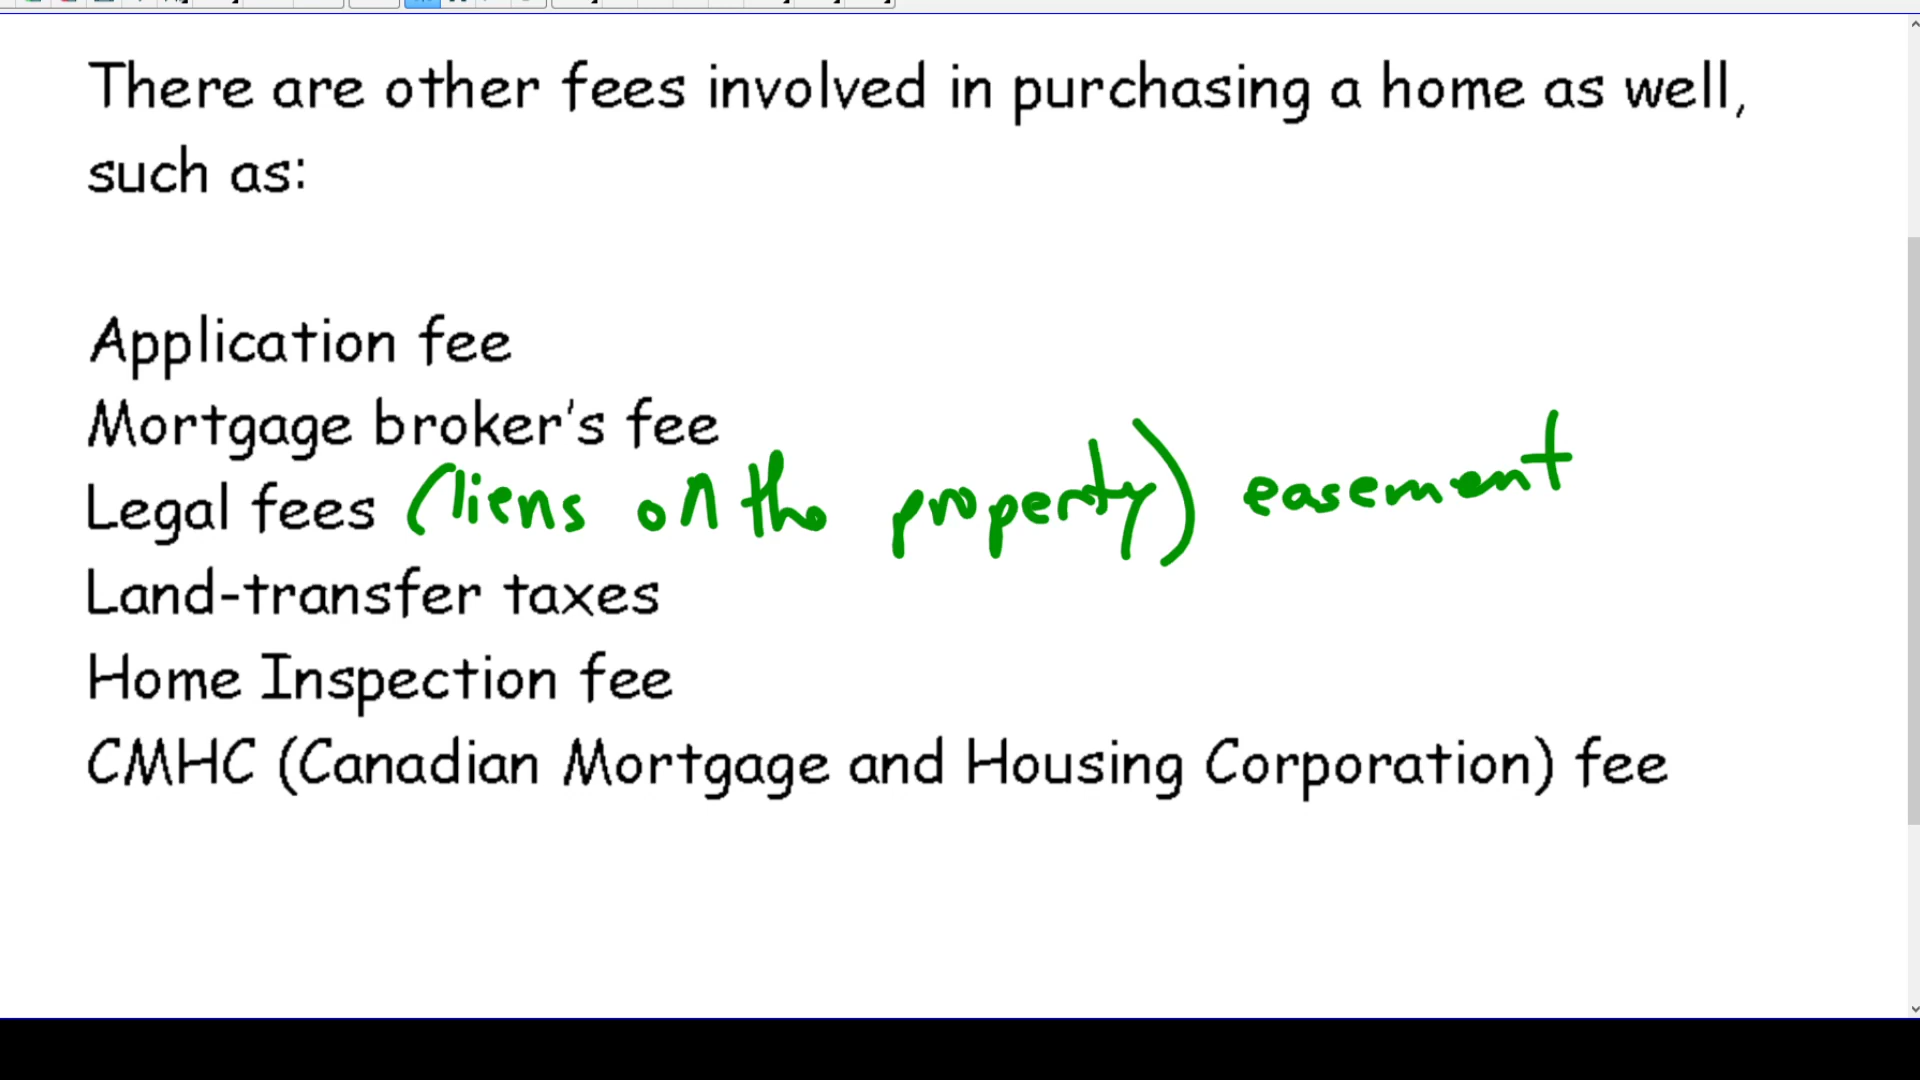 There are other fees involved in purchasing a home as well,
such as:
Application fee
Mortgage broker's fee
Legal fees (liens on the property) easement
Land-transfer taxes
Home Inspection fee
CMHC (Canadian Mortgage and Housing Corporation) fee